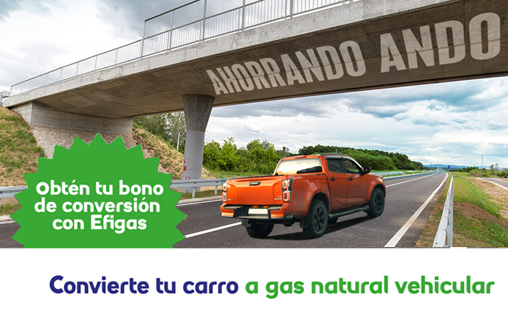 AHORRANDO ANDO
Obtén tu bono
de conversión
con Efigas
Convierte tu carro a gas natural vehicular